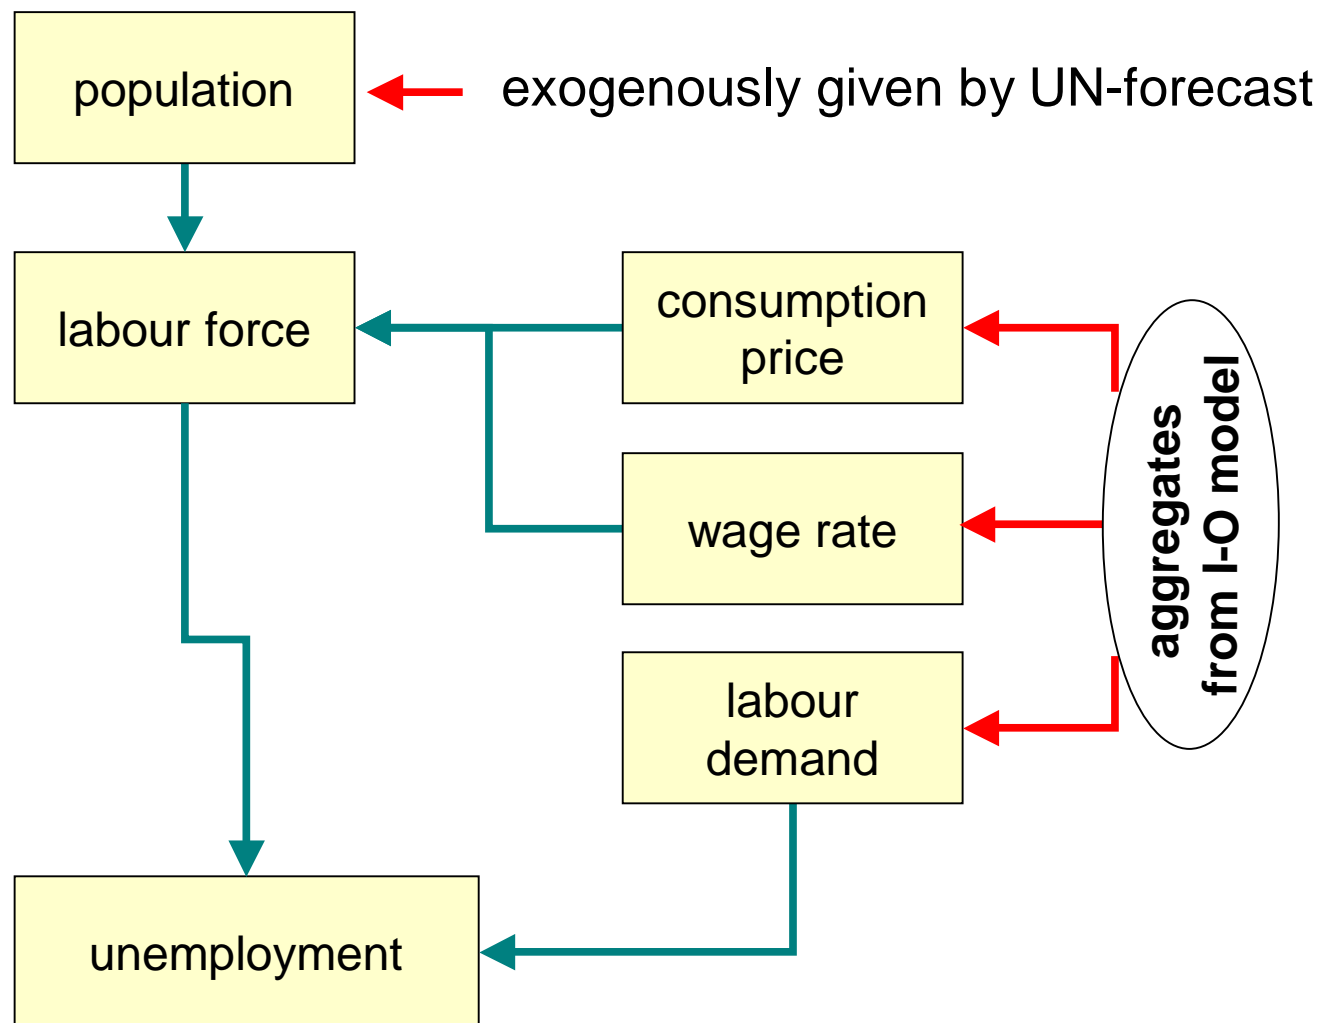 population
exogenously given by UN-forecast
labour force
consumption
price
wage rate
labour
demand
aggregates
from I-O model
unemployment